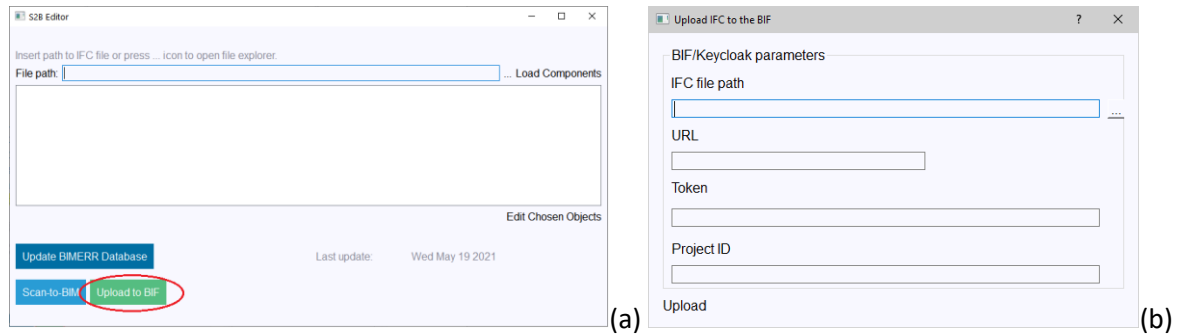 S2B Editor
Insert path to IFC file or press ... icon to open file explorer.
File path: ... Load Components
Edit Chosen Objects
Update BIMERR Database Last update: Wed May 19 2021
Scan-to-BIM Upload to BIF
(a)
Upload IFC to the BIF ?
BIF/Keycloak parameters
IFC file path
...
URL
Token
Project ID
Upload
(b)